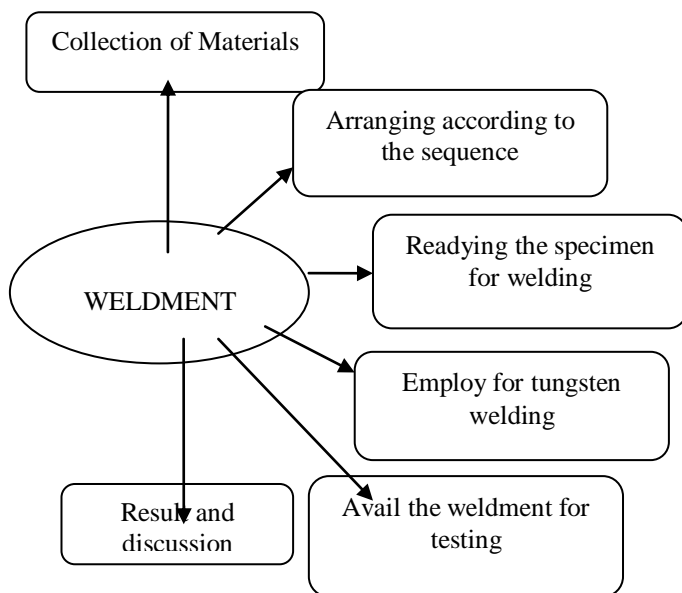 Collection of Materials
Arranging according to
the sequence
Readying the specimen
for welding
WELDMENT
Employ for tungsten
welding
Avail the weldment for
testing
Result and
discussion